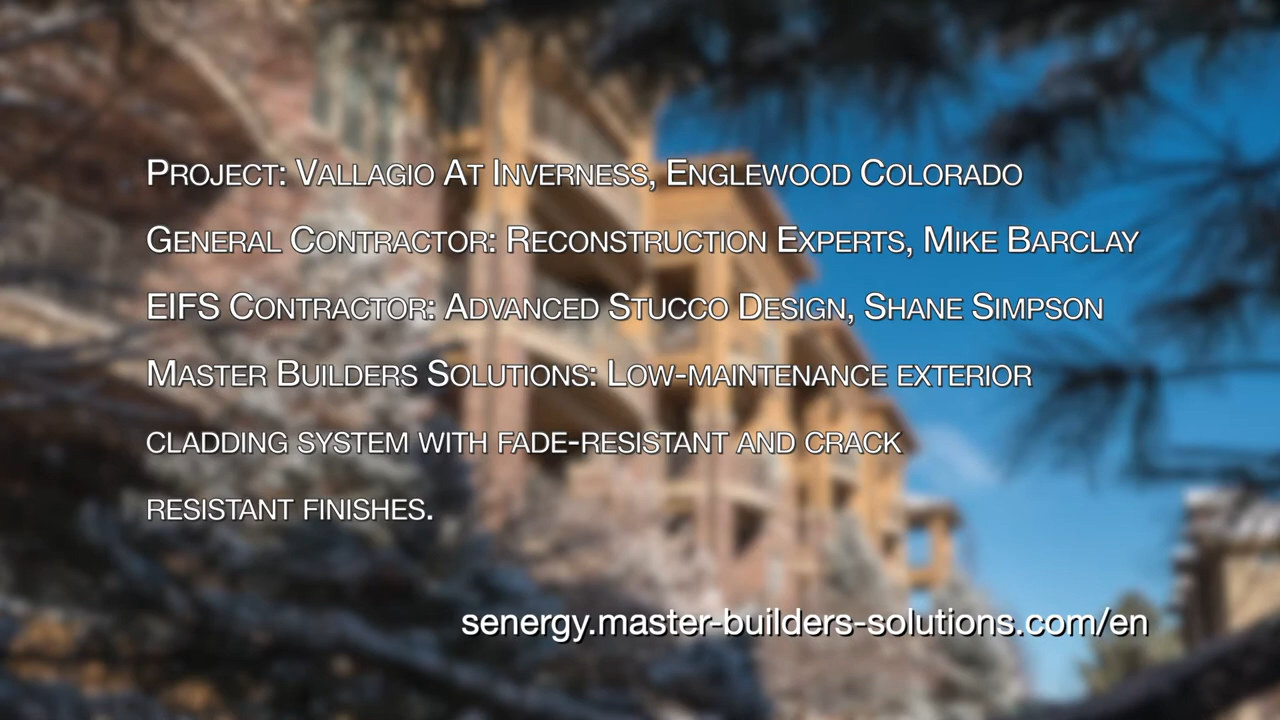 Project: Vallagio At Inverness, Englewood Colorado
General Contractor: Reconstruction Experts, Mike Barclay
EIFS Contractor: Advanced Stucco Design, Shane Simpson
Master Builders Solutions: Low-maintenance exterior
cladding system with fade-resistant and crack
resistant finishes.
senergy.master-builders-solutions.com/en